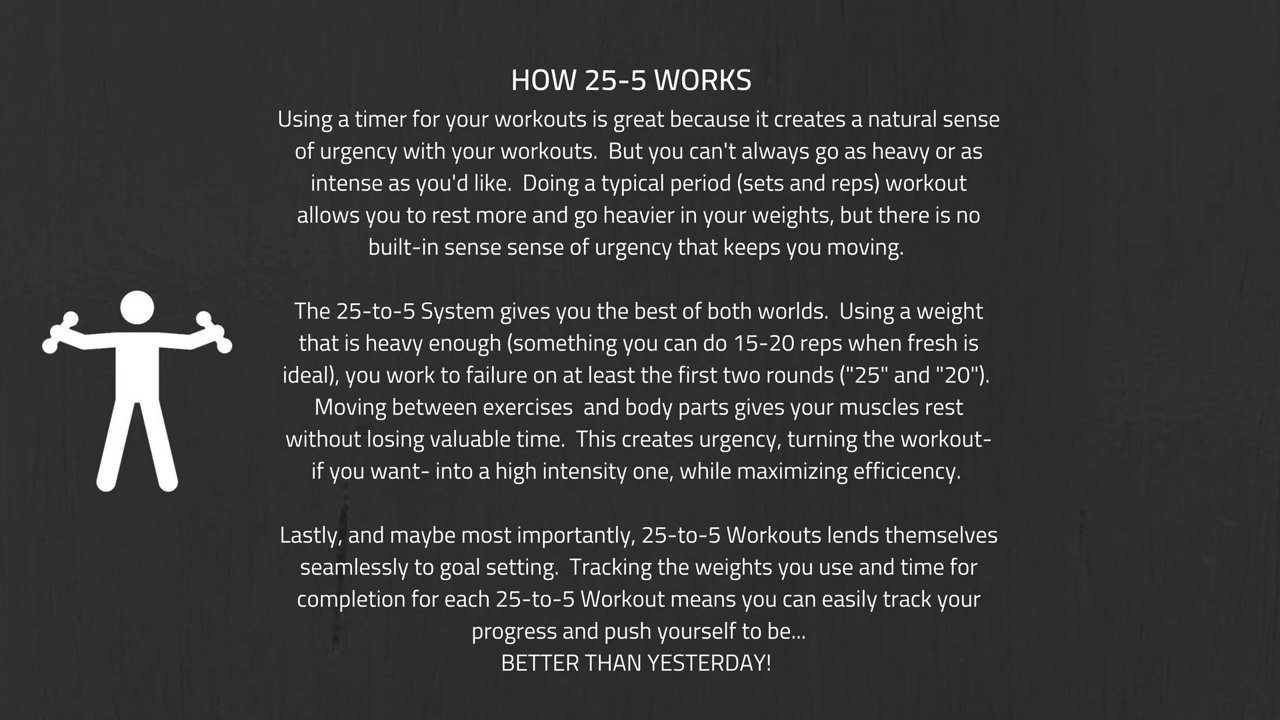 HOW 25-5 WORKS
Using a timer for your workouts is great because it creates a natural sense
of urgency with your workouts.  But you can't always go as heavy or as
intense as you'd like.  Doing a typical period (sets and reps) workout
allows you to rest more and go heavier in your weights, but there is no
built-in sense sense of urgency that keeps you moving.
The 25-to-5 System gives you the best of both worlds.  Using a weight
that is heavy enough (something you can do 15-20 reps when fresh is
ideal), you work to failure on at least the first two rounds ("25" and "20").
Moving between exercises  and body parts gives your muscles rest
without losing valuable time.  This creates urgency, turning the workout-
if you want- into a high intensity one, while maximizing efficicency.
Lastly, and maybe most importantly, 25-to-5 Workouts lends themselves
seamlessly to goal setting.  Tracking the weights you use and time for
completion for each 25-to-5 Workout means you can easily track your
progress and push yourself to be...
BETTER THAN YESTERDAY!